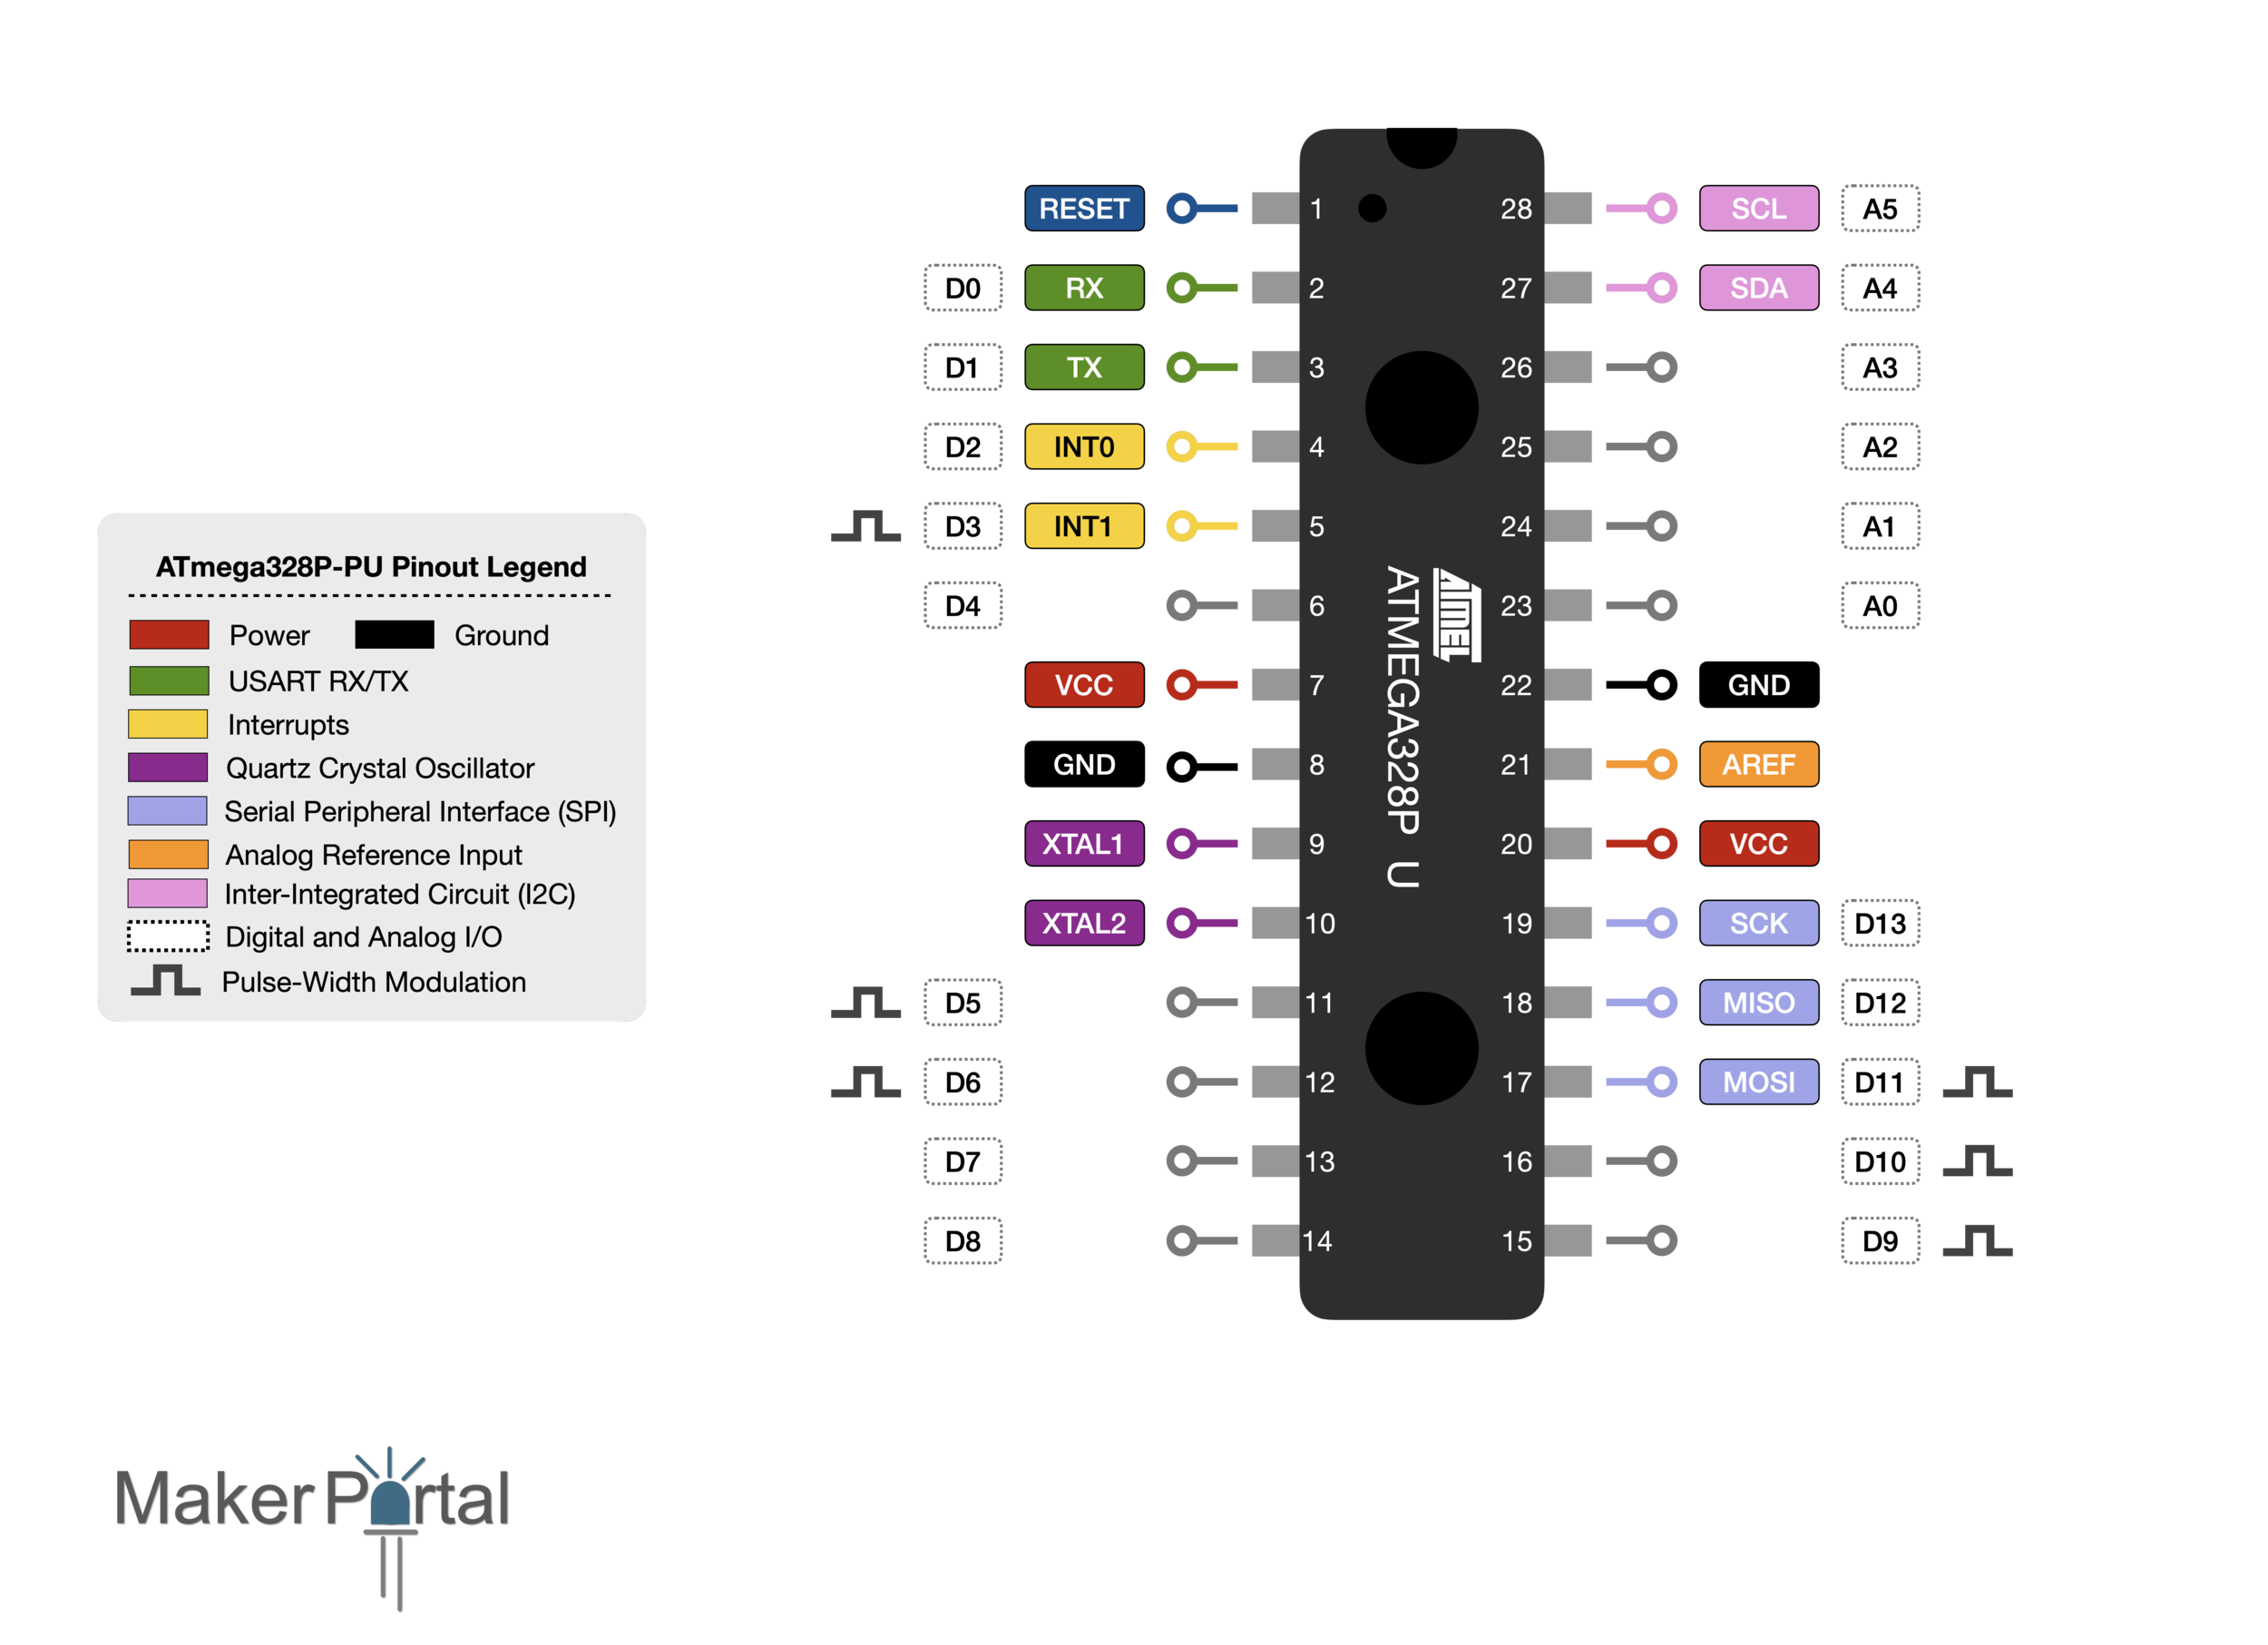 RESET 1 28 SCL A5
D0 RX 2 27 SDA A4
D1 TX 3 26 A3
D2 INT0 4 25 A2
D3 INT1 5 24 A1
D4 6 23 A0
VCC 7 22 GND
GND 8 21 AREF
XTAL1 9 20 VCC
XTAL2 10 19 SCK D13
D5 11 18 MISO D12
D6 12 17 MOSI D11
D7 13 16 D10
D8 14 15 D9
ATMEL
ATMEGA328P U
ATmega328P-PU Pinout Legend
Power Ground
USART RX/TX
Interrupts
Quartz Crystal Oscillator
Serial Peripheral Interface (SPI)
Analog Reference Input
Inter-Integrated Circuit (I2C)
Digital and Analog I/O
Pulse-Width Modulation
Maker Portal